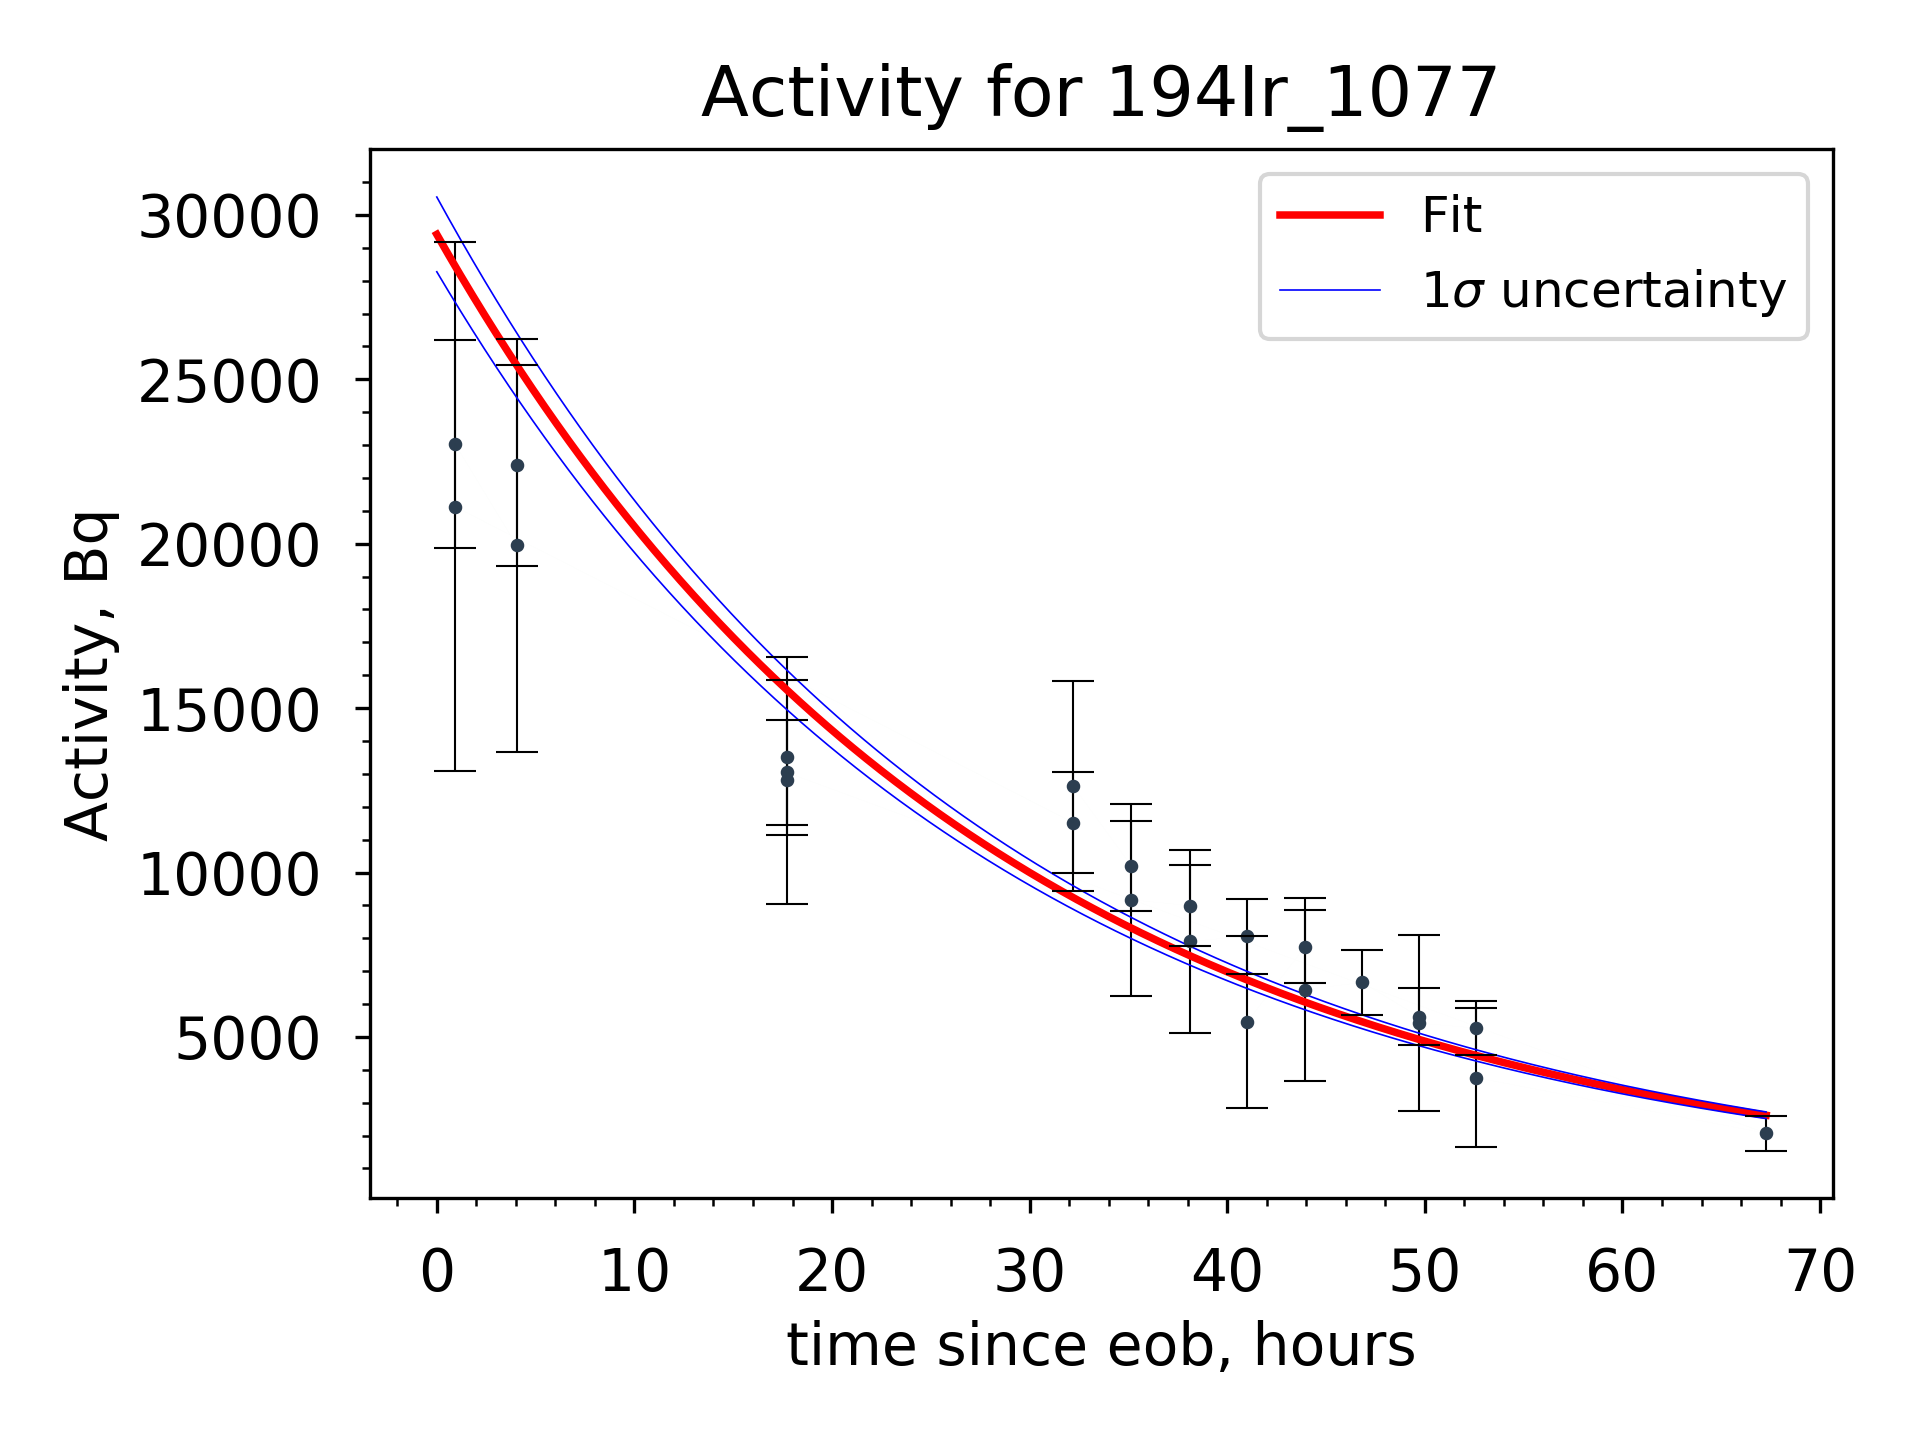 Activity for 194Ir_1077
Fit
1σ uncertainty
30000
25000
20000
15000
10000
5000
Activity, Bq
0 10 20 30 40 50 60 70
time since eob, hours